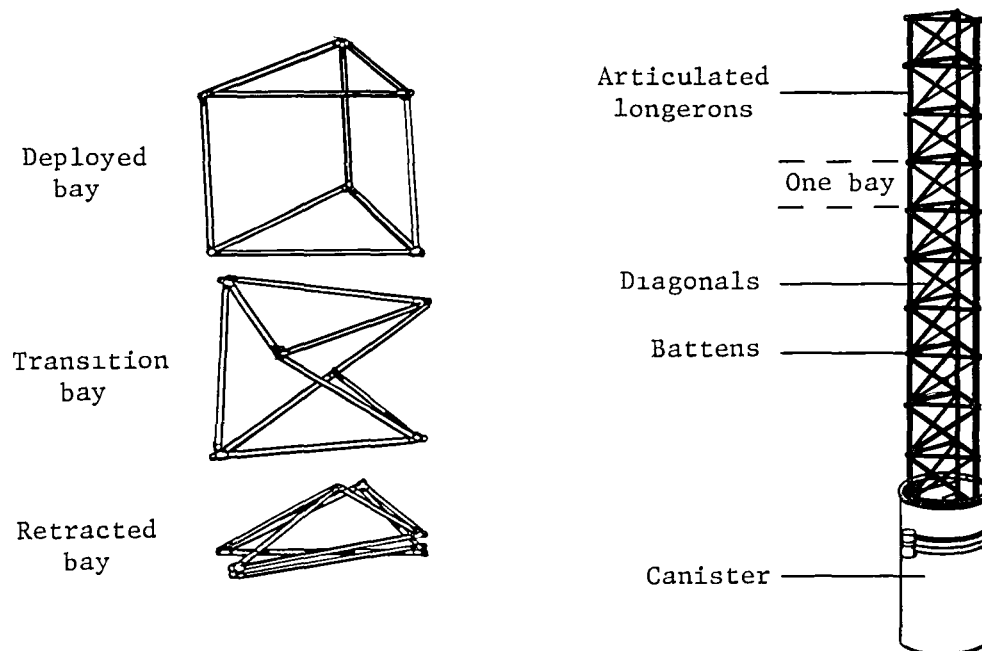 Deployed
bay
Transition
bay
Retracted
bay
Articulated
longerons
One bay
Diagonals
Battens
Canister